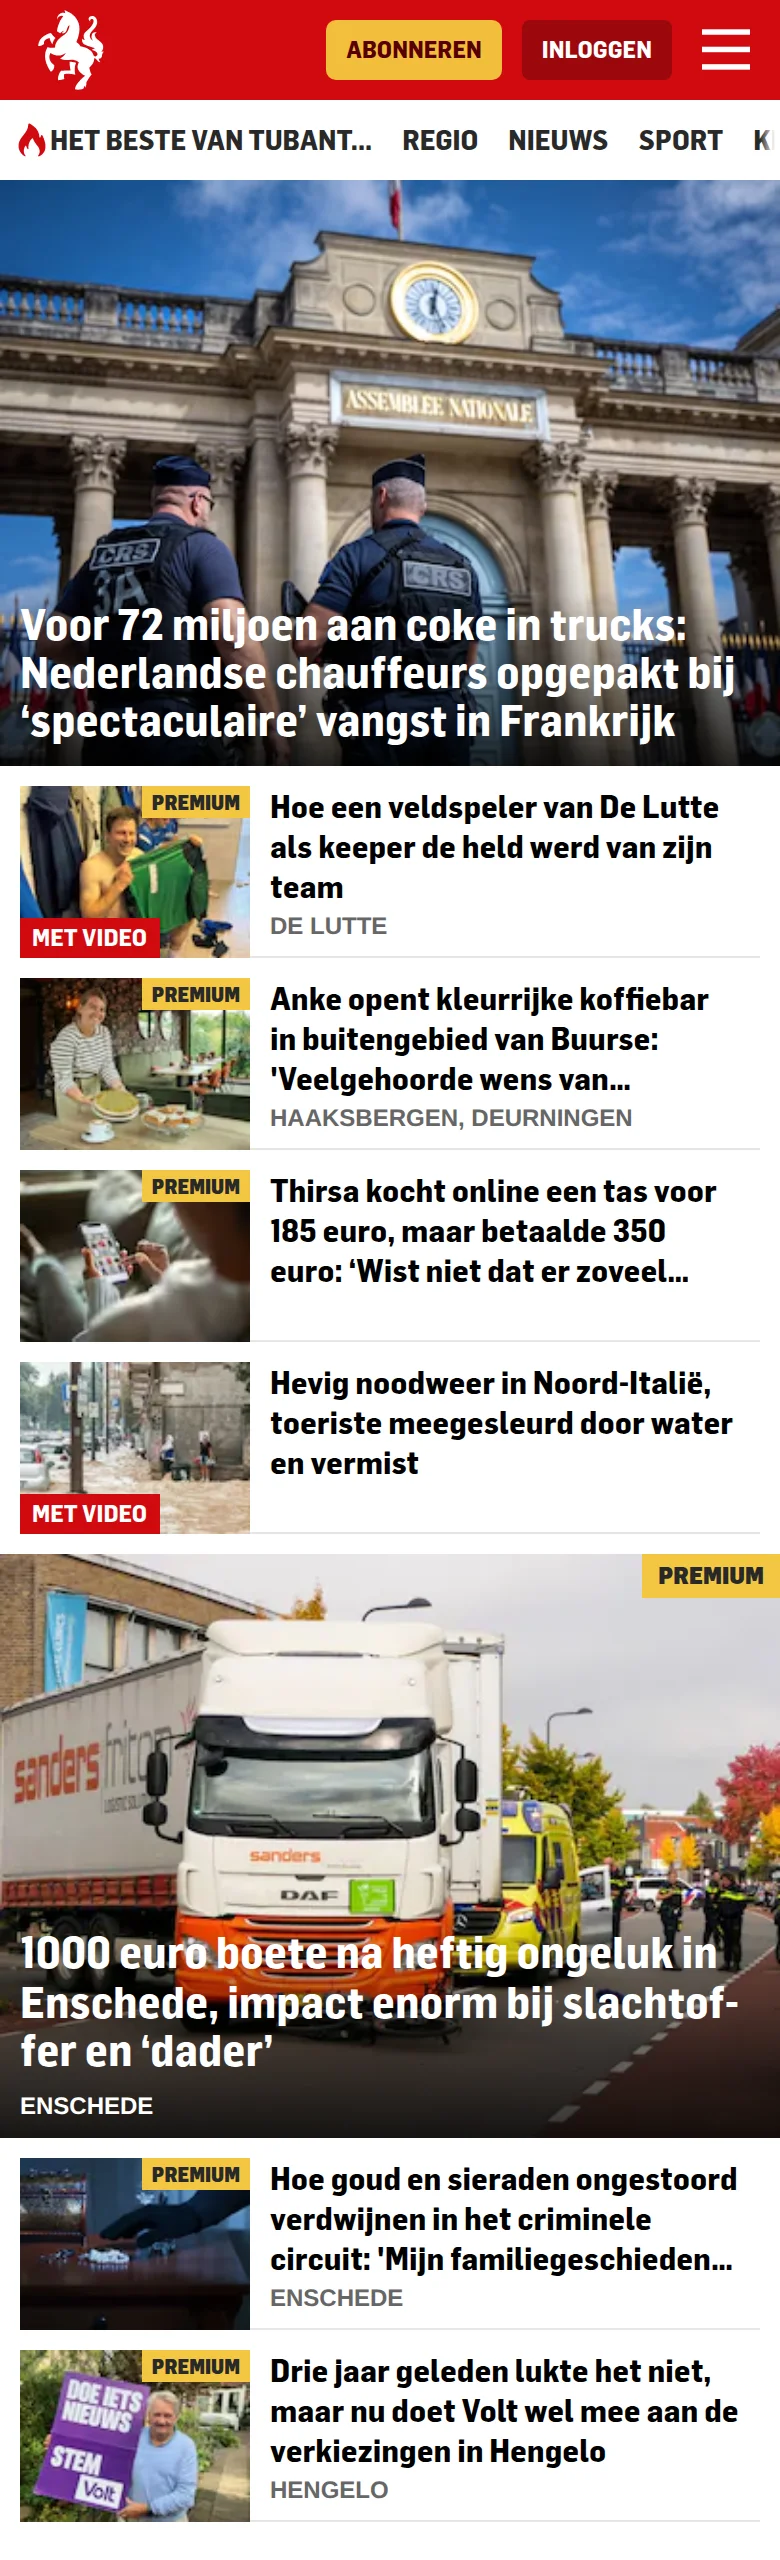 ABONNEREN
INLOGGEN
HET BESTE VAN TUBANT...
REGIO
NIEUWS
SPORT
ASSEMBLEE NATIONALE
CRS
3A
CRS
Voor 72 miljoen aan coke in trucks:
Nederlandse chauffeurs opgepakt bij
‘spectaculaire’ vangst in Frankrijk
PREMIUM
MET VIDEO
Hoe een veldspeler van De Lutte
als keeper de held werd van zijn
team
DE LUTTE
PREMIUM
Anke opent kleurrijke koffiebar
in buitengebied van Buurse:
'Veelgehoorde wens van...
HAAKSBERGEN, DEURNINGEN
PREMIUM
Thirsa kocht online een tas voor
185 euro, maar betaalde 350
euro: ‘Wist niet dat er zoveel...
MET VIDEO
Hevig noodweer in Noord-Italië,
toeriste meegesleurd door water
en vermist
PREMIUM
sanders fritom
sanders
DAF
1000 euro boete na heftig ongeluk in
Enschede, impact enorm bij slachtof-
fer en ‘dader’
ENSCHEDE
PREMIUM
Hoe goud en sieraden ongestoord
verdwijnen in het criminele
circuit: 'Mijn familiegeschieden...
ENSCHEDE
PREMIUM
DOE IETS
NIEUWS
STEM
Volt
Drie jaar geleden lukte het niet,
maar nu doet Volt wel mee aan de
verkiezingen in Hengelo
HENGELO